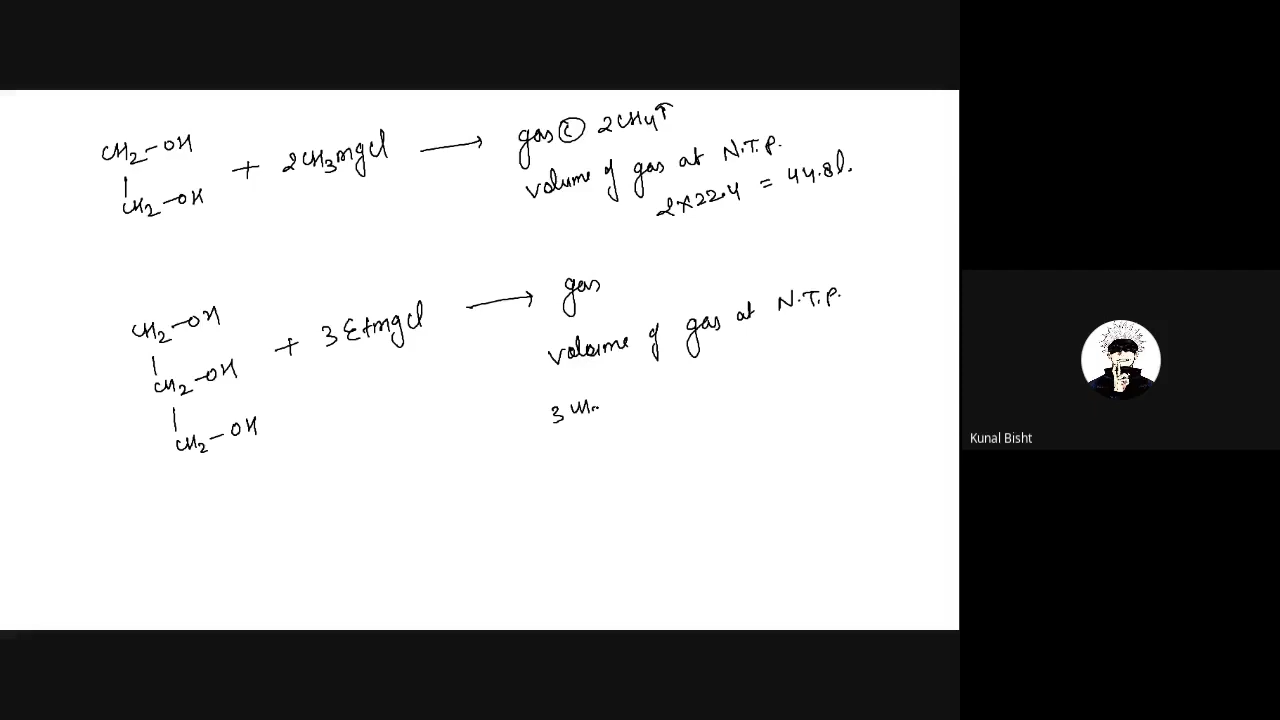 CH2-OH
|
CH2-OH + 2CH3mgCl → gas 2CH4↑
volume of gas at N.T.P.
2×22.4 = 44.8l.
CH2-OH
|
CH2-OH + 3Etmgcl → gas
|
CH2-OH
volume of gas at N.T.P.
3
Kunal Bisht